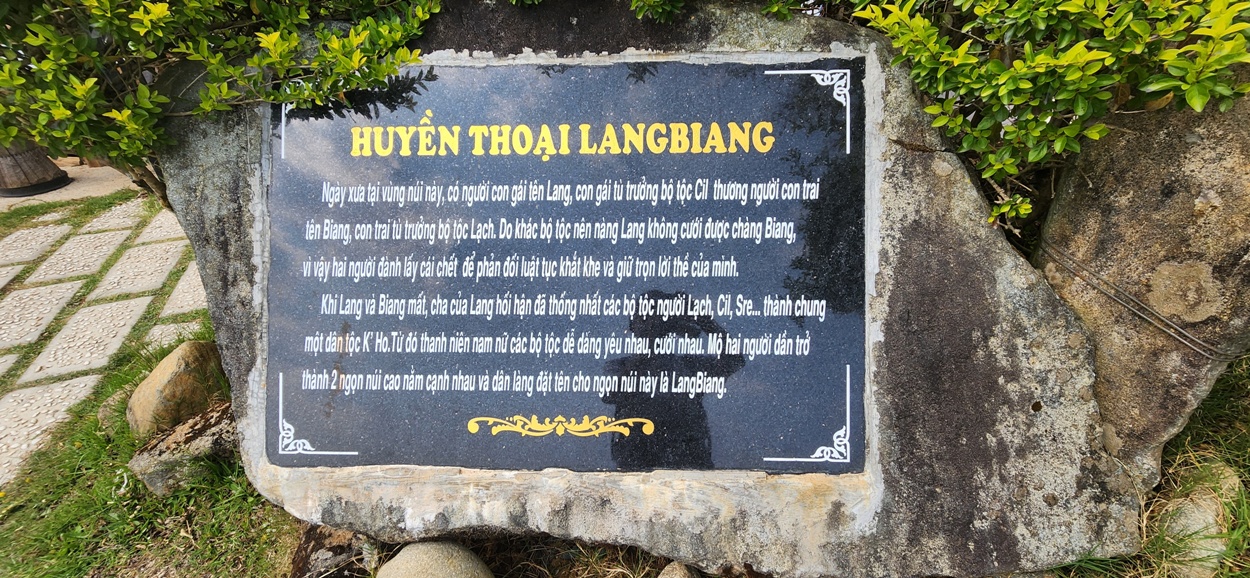 HUYỀN THOẠI LANGBIANG
Ngày xưa tại vùng núi này, có người con gái tên Lang, con gái tù trưởng bộ tộc Cil thương người con trai
tên Biang, con trai tù trưởng bộ tộc Lạch. Do khác bộ tộc nên nàng Lang không cưới được chàng Biang,
vì vậy hai người đành lấy cái chết để phản đối luật tục khắt khe và giữ trọn lời thề của mình.
Khi Lang và Biang mất, cha của Lang hối hận đã thống nhất các bộ tộc người Lạch, Cil, Sre... thành chung
một dân tộc K' Ho.Từ đó thanh niên nam nữ các bộ tộc dễ dàng yêu nhau, cưới nhau. Mộ hai người dần trở
thành 2 ngọn núi cao nằm cạnh nhau và dân làng đặt tên cho ngọn núi này là LangBiang.